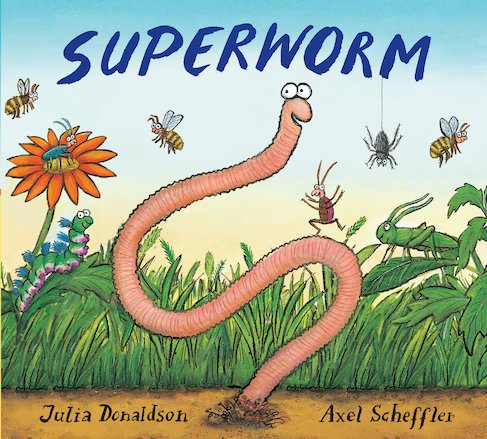 SUPERWORM
Julia Donaldson Axel Scheffler